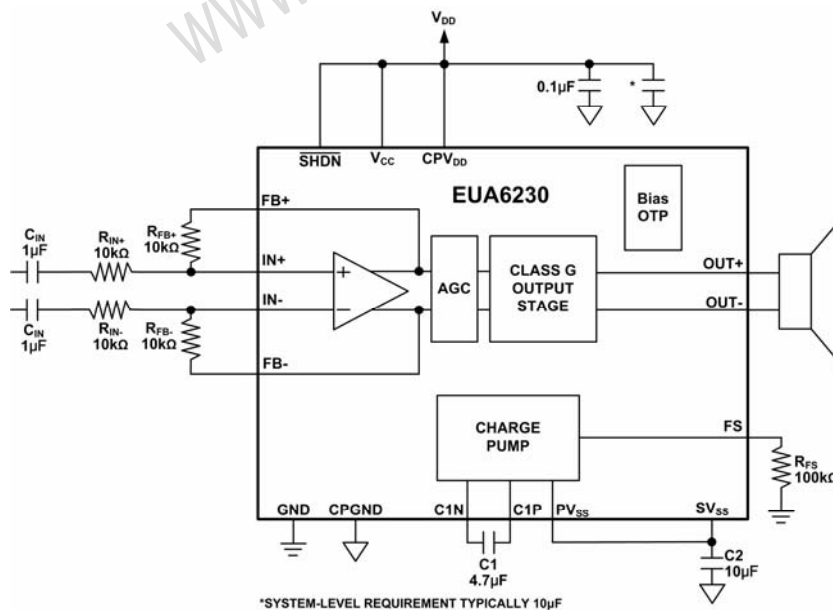 WWW.
VDD
0.1µF
*
SHDN
VCC
CPVDD
FB+
EUA6230
Bias
OTP
CIN
1µF
RIN+
10kΩ
RFB+
10kΩ
IN+
+
AGC
CLASS G
OUTPUT
STAGE
OUT+
IN-
−
OUT-
CIN
1µF
RIN-
10kΩ
RFB-
10kΩ
FB-
CHARGE
PUMP
FS
RFS
100kΩ
GND
CPGND
C1N
C1P
PVSS
SVSS
C1
4.7µF
C2
10µF
*SYSTEM-LEVEL REQUIREMENT TYPICALLY 10µF